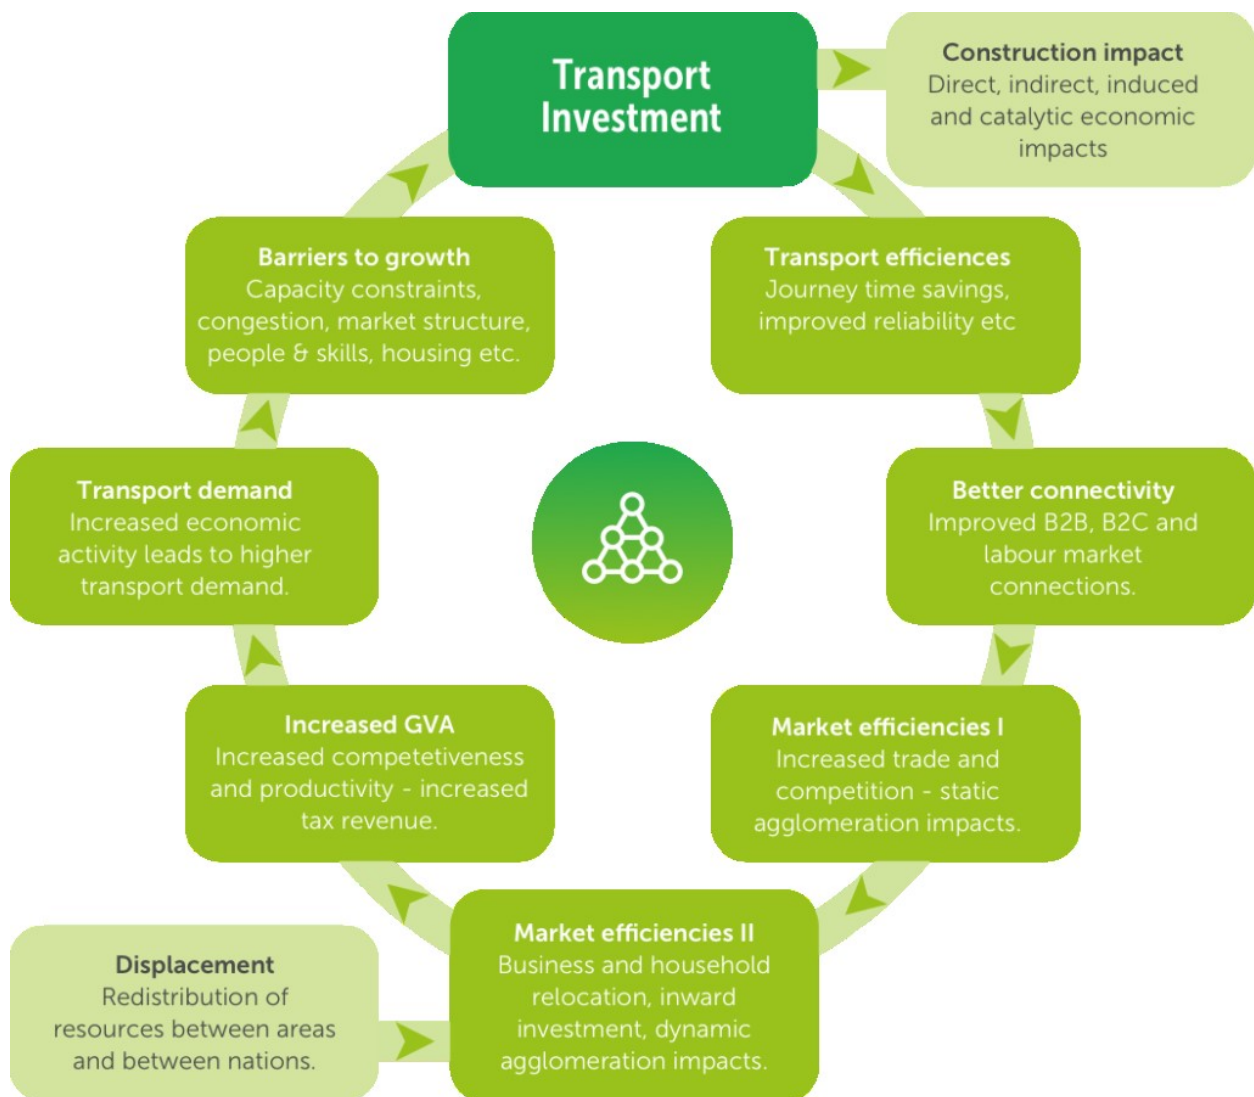 Transport
Investment
Construction impact
Direct, indirect, induced
and catalytic economic
impacts
Transport efficiences
Journey time savings,
improved reliability etc
Better connectivity
Improved B2B, B2C and
labour market
connections.
Market efficiencies I
Increased trade and
competition - static
agglomeration impacts.
Market efficiencies II
Business and household
relocation, inward
investment, dynamic
agglomeration impacts.
Displacement
Redistribution of
resources between areas
and between nations.
Increased GVA
Increased competetiveness
and productivity - increased
tax revenue.
Transport demand
Increased economic
activity leads to higher
transport demand.
Barriers to growth
Capacity constraints,
congestion, market structure,
people & skills, housing etc.